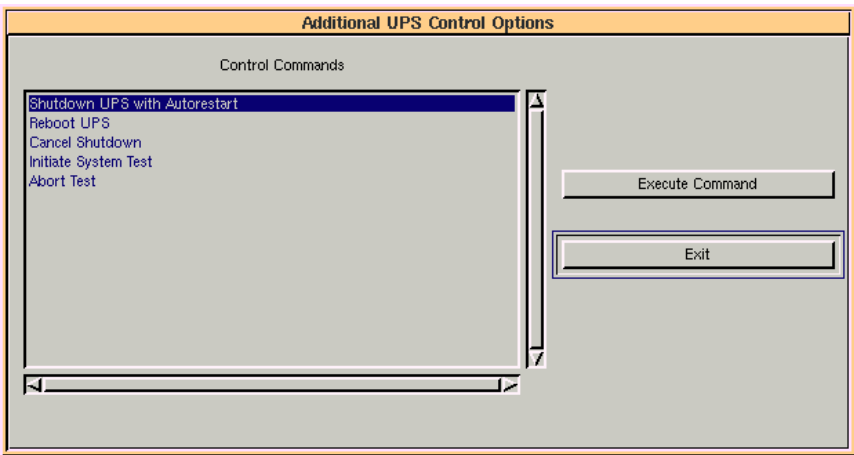 Additional UPS Control Options
Control Commands
Shutdown UPS with Autorestart
Reboot UPS
Cancel Shutdown
Initiate System Test
Abort Test
Execute Command
Exit